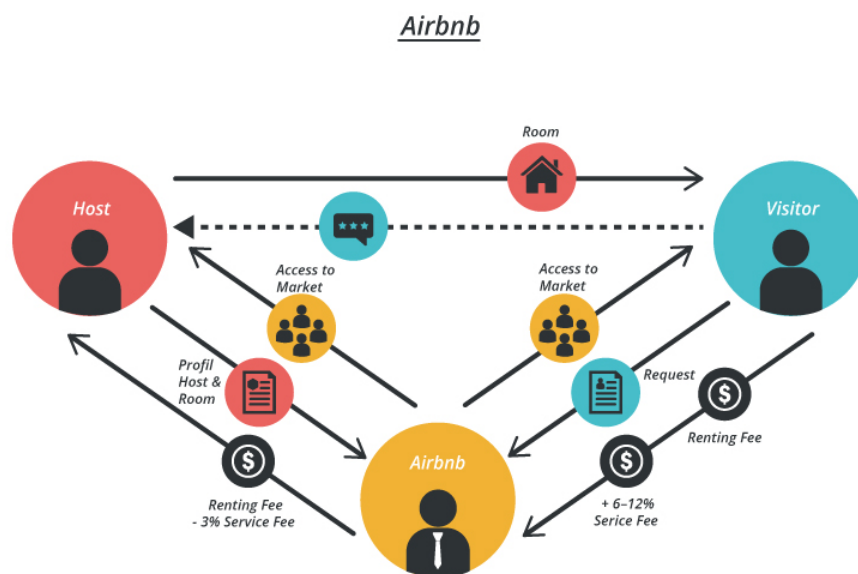 Airbnb
Room
Host
Visitor
Access to
Market
Access to
Market
Profil
Host &
Room
Request
Renting Fee
Airbnb
Renting Fee
- 3% Service Fee
+ 6–12%
Serice Fee